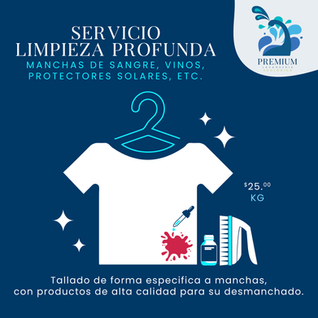 SERVICIO
LIMPIEZA PROFUNDA
MANCHAS DE SANGRE, VINOS,
PROTECTORES SOLARES, ETC.
PREMIUM
$25.00
KG
Tallado de forma especifica a manchas,
con productos de alta calidad para su desmanchado.